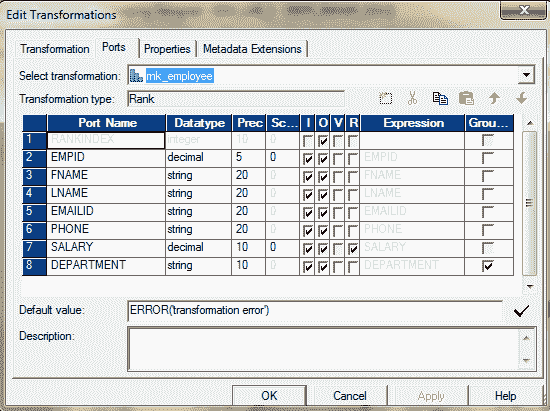 Edit Transformations
Transformation Ports Properties Metadata Extensions
Select transformation: rnk_employee
Transformation type: Rank
Port Name Datatype Prec Sc... I O V R Expression Grou...
1 RANKINDEX integer 10 0
2 EMPID decimal 5 0 EMPID
3 FNAME string 20 0 FNAME
4 LNAME string 20 0 LNAME
5 EMAILID string 20 0 EMAILID
6 PHONE string 20 0 PHONE
7 SALARY decimal 10 0 SALARY
8 DEPARTMENT string 10 0 DEPARTMENT
Default value: ERROR('transformation error')
Description:
OK Cancel Apply Help